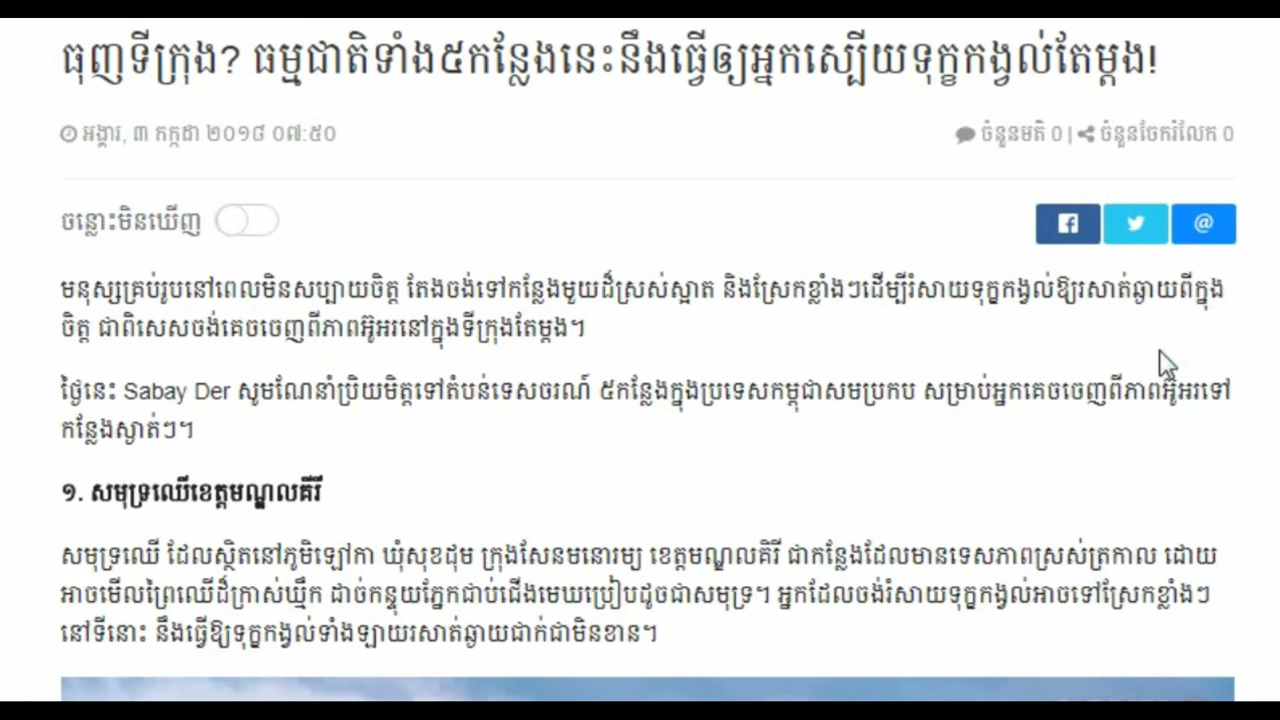 ធុញទីក្រុង? ធម្មជាតិទាំង៥កន្លែងនេះនឹងធ្វើឲ្យអ្នកស្បើយទុក្ខកង្វល់តែម្ដង!
អង្គារ, ៣ កក្កដា ២០១៨ ០៧:៥០
ចំនួនមតិ 0 | ចំនួនចែករំលែក 0
ចន្លោះមិនឃើញ
មនុស្សគ្រប់រូបនៅពេលមិនសប្បាយចិត្ត តែងចង់ទៅកន្លែងមួយដ៏ស្រស់ស្អាត និងស្រែកខ្លាំងៗដើម្បីរំសាយទុក្ខកង្វល់ឱ្យរសាត់ឆ្ងាយពីក្នុង
ចិត្ត ជាពិសេសចង់គេចចេញពីភាពអ៊ូអរនៅក្នុងទីក្រុងតែម្ដង។
ថ្ងៃនេះ Sabay Der សូមណែនាំប្រិយមិត្តទៅតំបន់ទេសចរណ៍ ៥កន្លែងក្នុងប្រទេសកម្ពុជាសមប្រកប សម្រាប់អ្នកគេចចេញពីភាពអ៊ូអរទៅ
កន្លែងស្ងាត់ៗ។
១. សមុទ្រឈើខេត្តមណ្ឌលគីរី
សមុទ្រឈើ ដែលស្ថិតនៅភូមិឡៅកា ឃុំសុខដុម ក្រុងសែនមនោរម្យ ខេត្តមណ្ឌលគិរី ជាកន្លែងដែលមានទេសភាពស្រស់ត្រកាល ដោយ
អាចមើលព្រៃឈើដ៏ក្រាស់ឃ្មឹក ដាច់កន្ទុយភ្នែកជាប់ជើងមេឃប្រៀបដូចជាសមុទ្រ។ អ្នកដែលចង់រំសាយទុក្ខកង្វល់អាចទៅស្រែកខ្លាំងៗ
នៅទីនោះ នឹងធ្វើឱ្យទុក្ខកង្វល់ទាំងឡាយរសាត់ឆ្ងាយជាក់ជាមិនខាន។